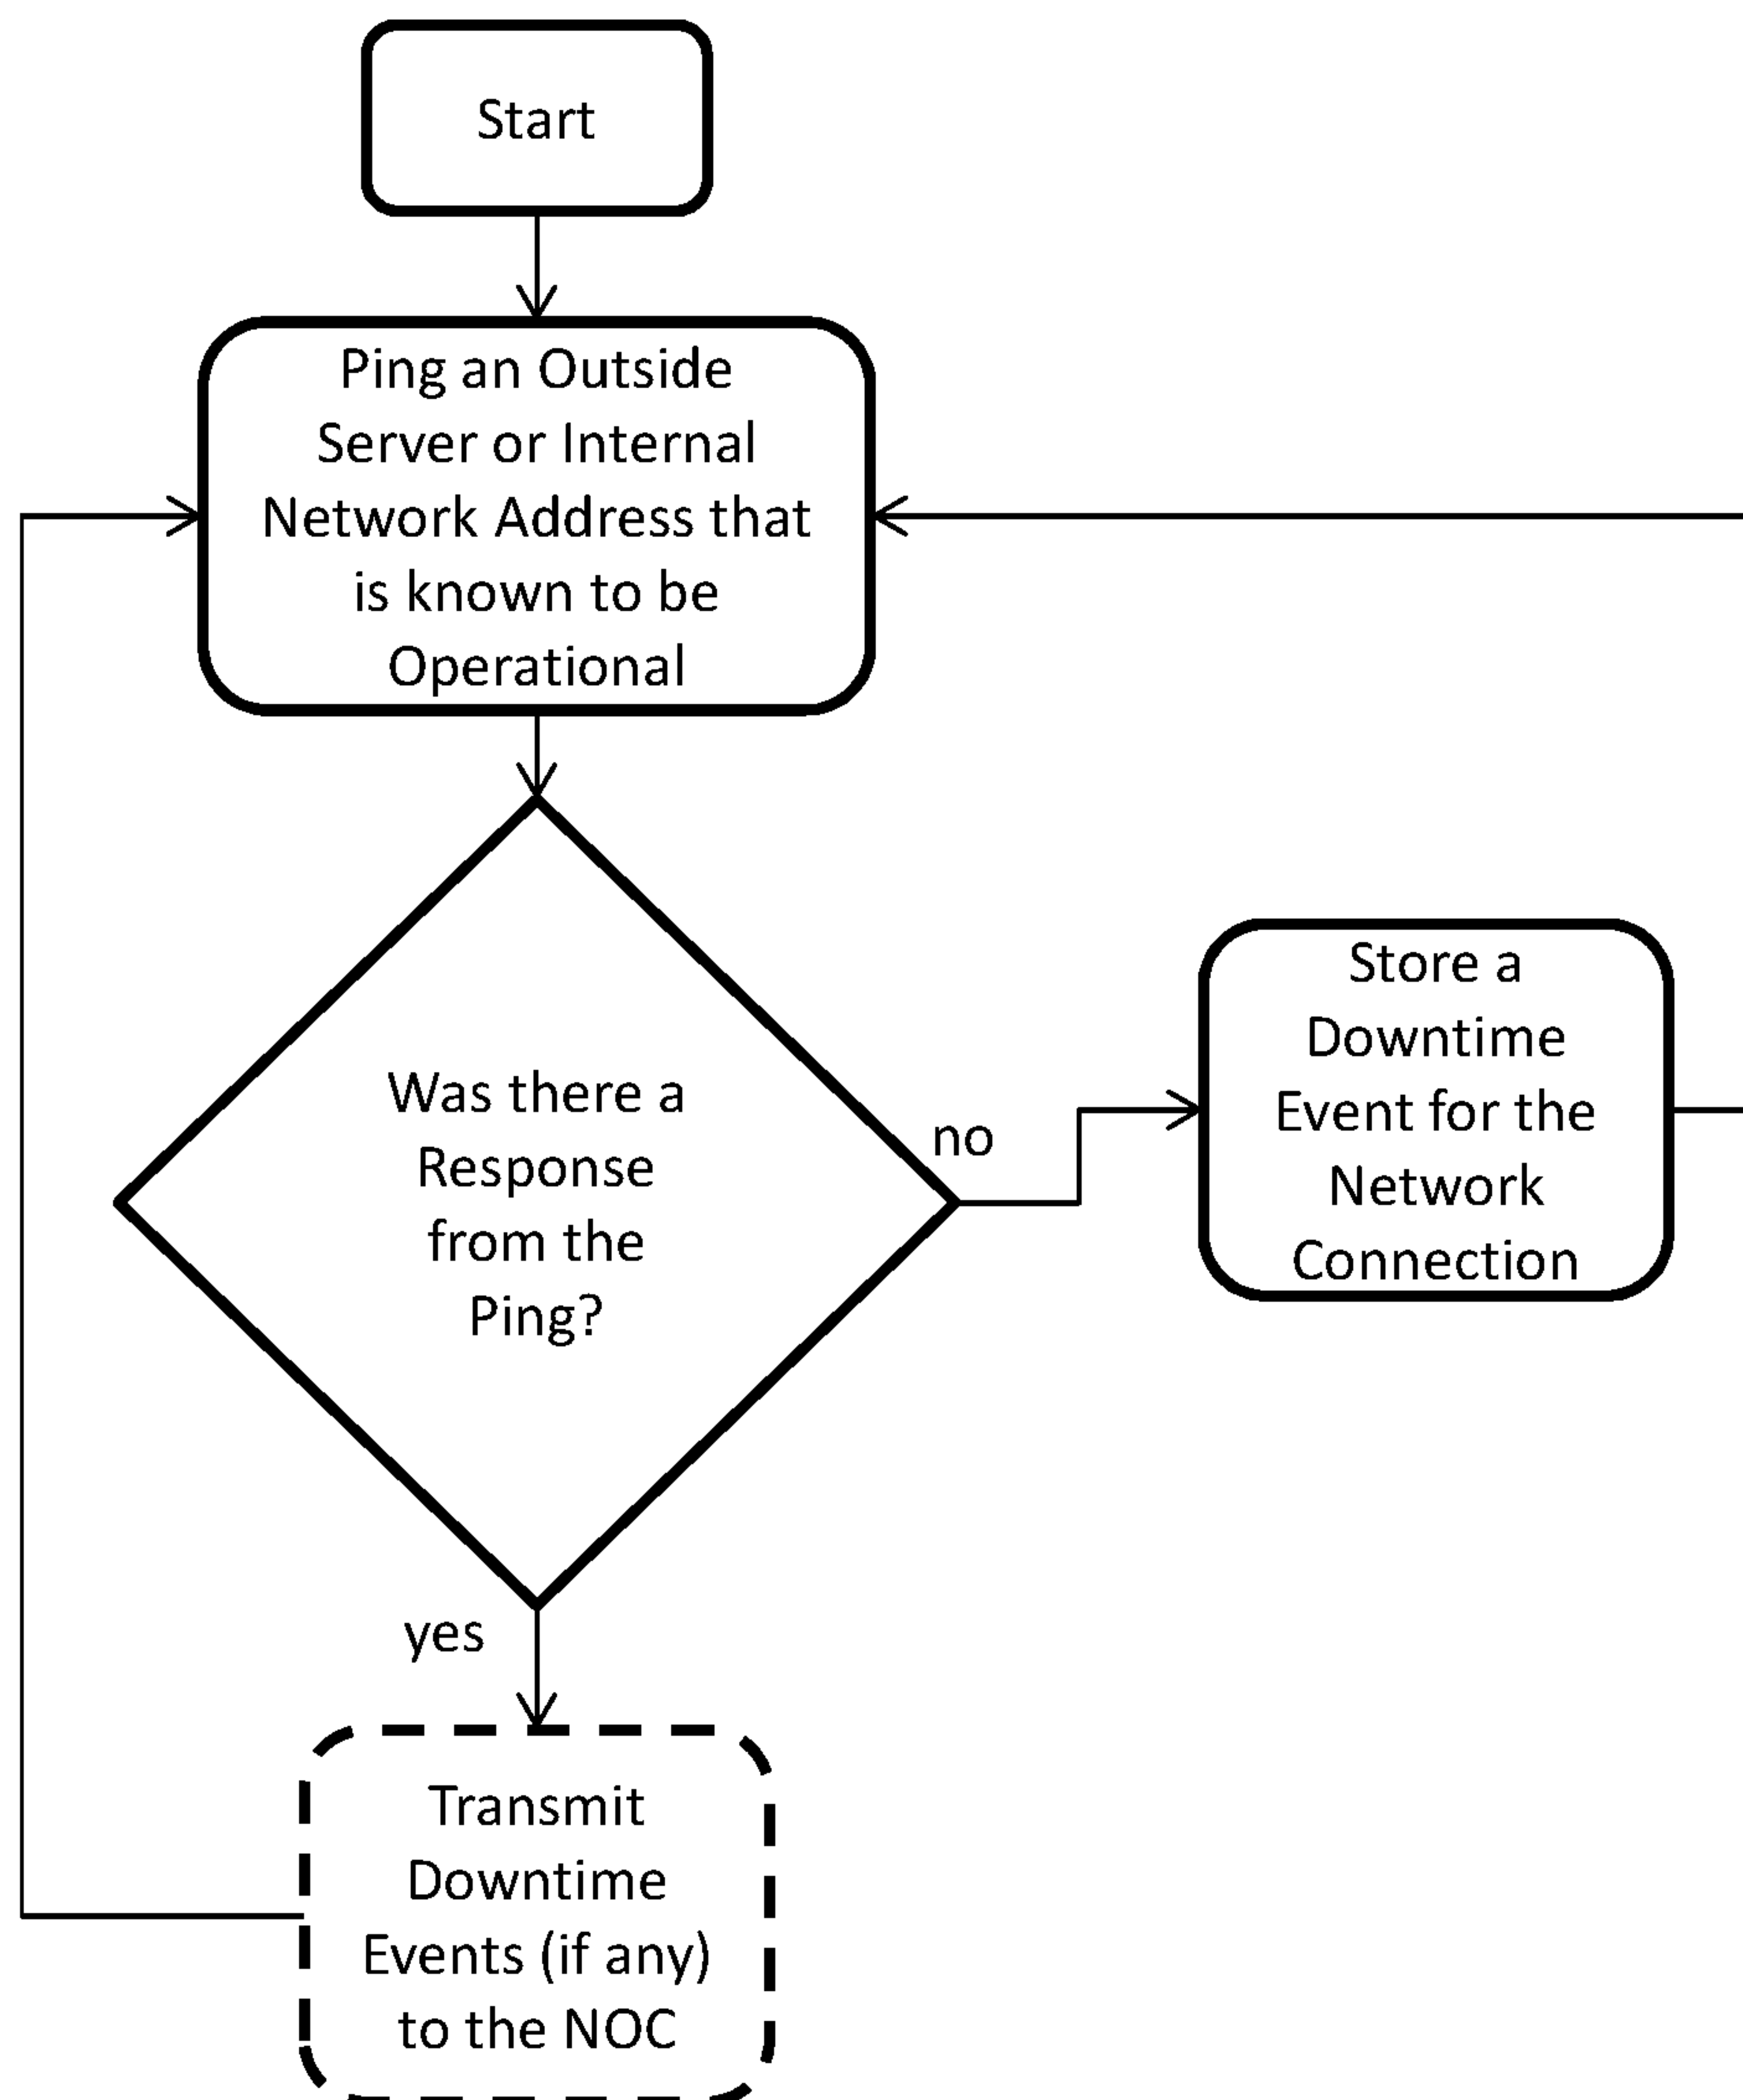 Start
Ping an Outside
Server or Internal
Network Address that
is known to be
Operational
Was there a
Response
from the
Ping?
no
Store a
Downtime
Event for the
Network
Connection
yes
Transmit
Downtime
Events (if any)
to the NOC